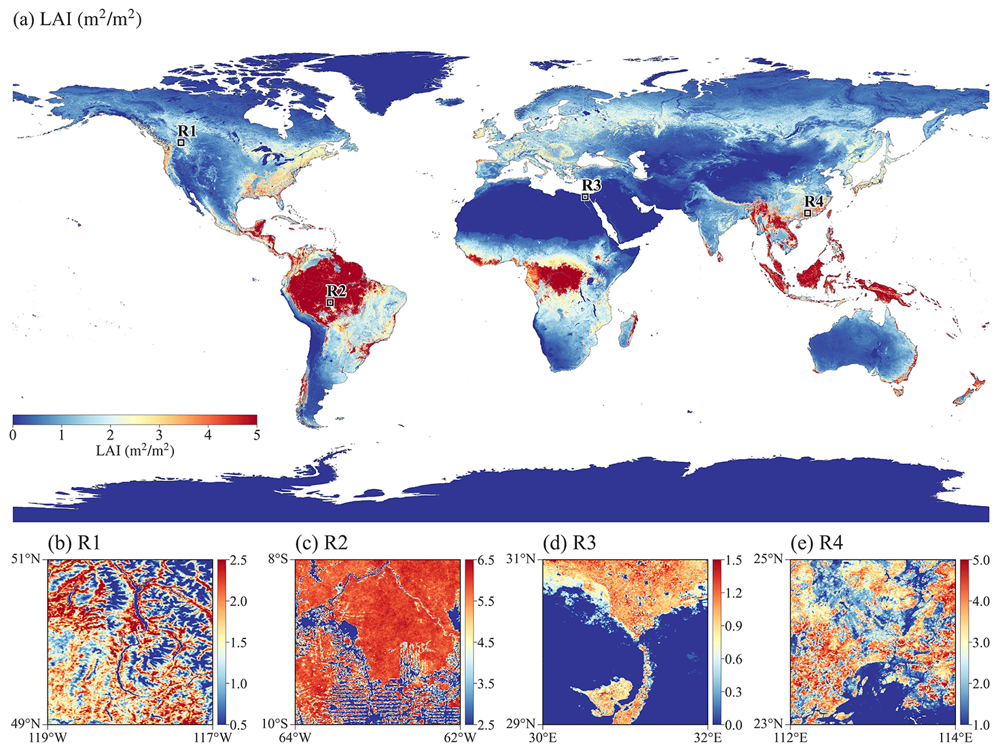 (a) LAI (m²/m²)
R1
R3
R4
R2
0 1 2 3 4 5
LAI (m²/m²)
(b) R1
51°N
49°N
119°W 117°W
2.5
2.0
1.5
1.0
0.5
(c) R2
8°S
10°S
64°W 62°W
6.5
5.5
4.5
3.5
2.5
(d) R3
31°N
29°N
30°E 32°E
1.5
1.2
0.9
0.6
0.3
0.0
(e) R4
25°N
23°N
112°E 114°E
5.0
4.0
3.0
2.0
1.0